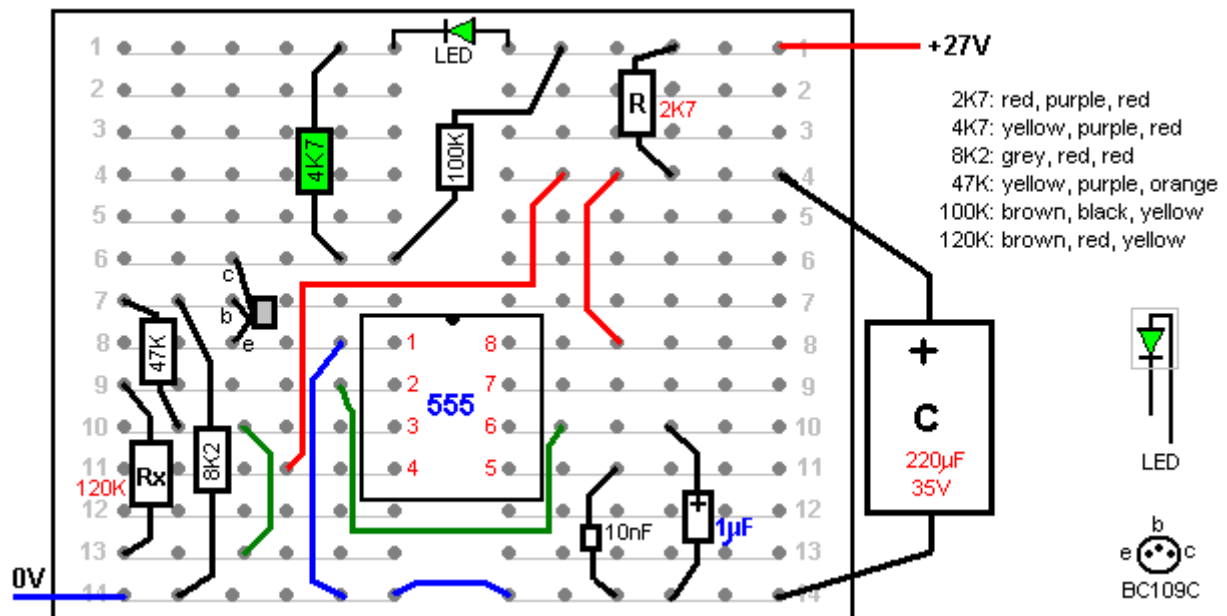 1 LED 1 +27V
2 R 2K7 2
2K7: red, purple, red
3 4K7 100K 3
4K7: yellow, purple, red
4 4
8K2: grey, red, red
47K: yellow, purple, orange
5 5
100K: brown, black, yellow
6 6
120K: brown, red, yellow
c
7 b 7
e
8 47K 1 8 8 +
9 2 555 7 9 C
10 3 6 10
11 Rx 8K2 4 5 11 220µF
120K 35V LED
12 + 12
10nF 1µF
13 13 b
e c
0V 14 14 BC109C